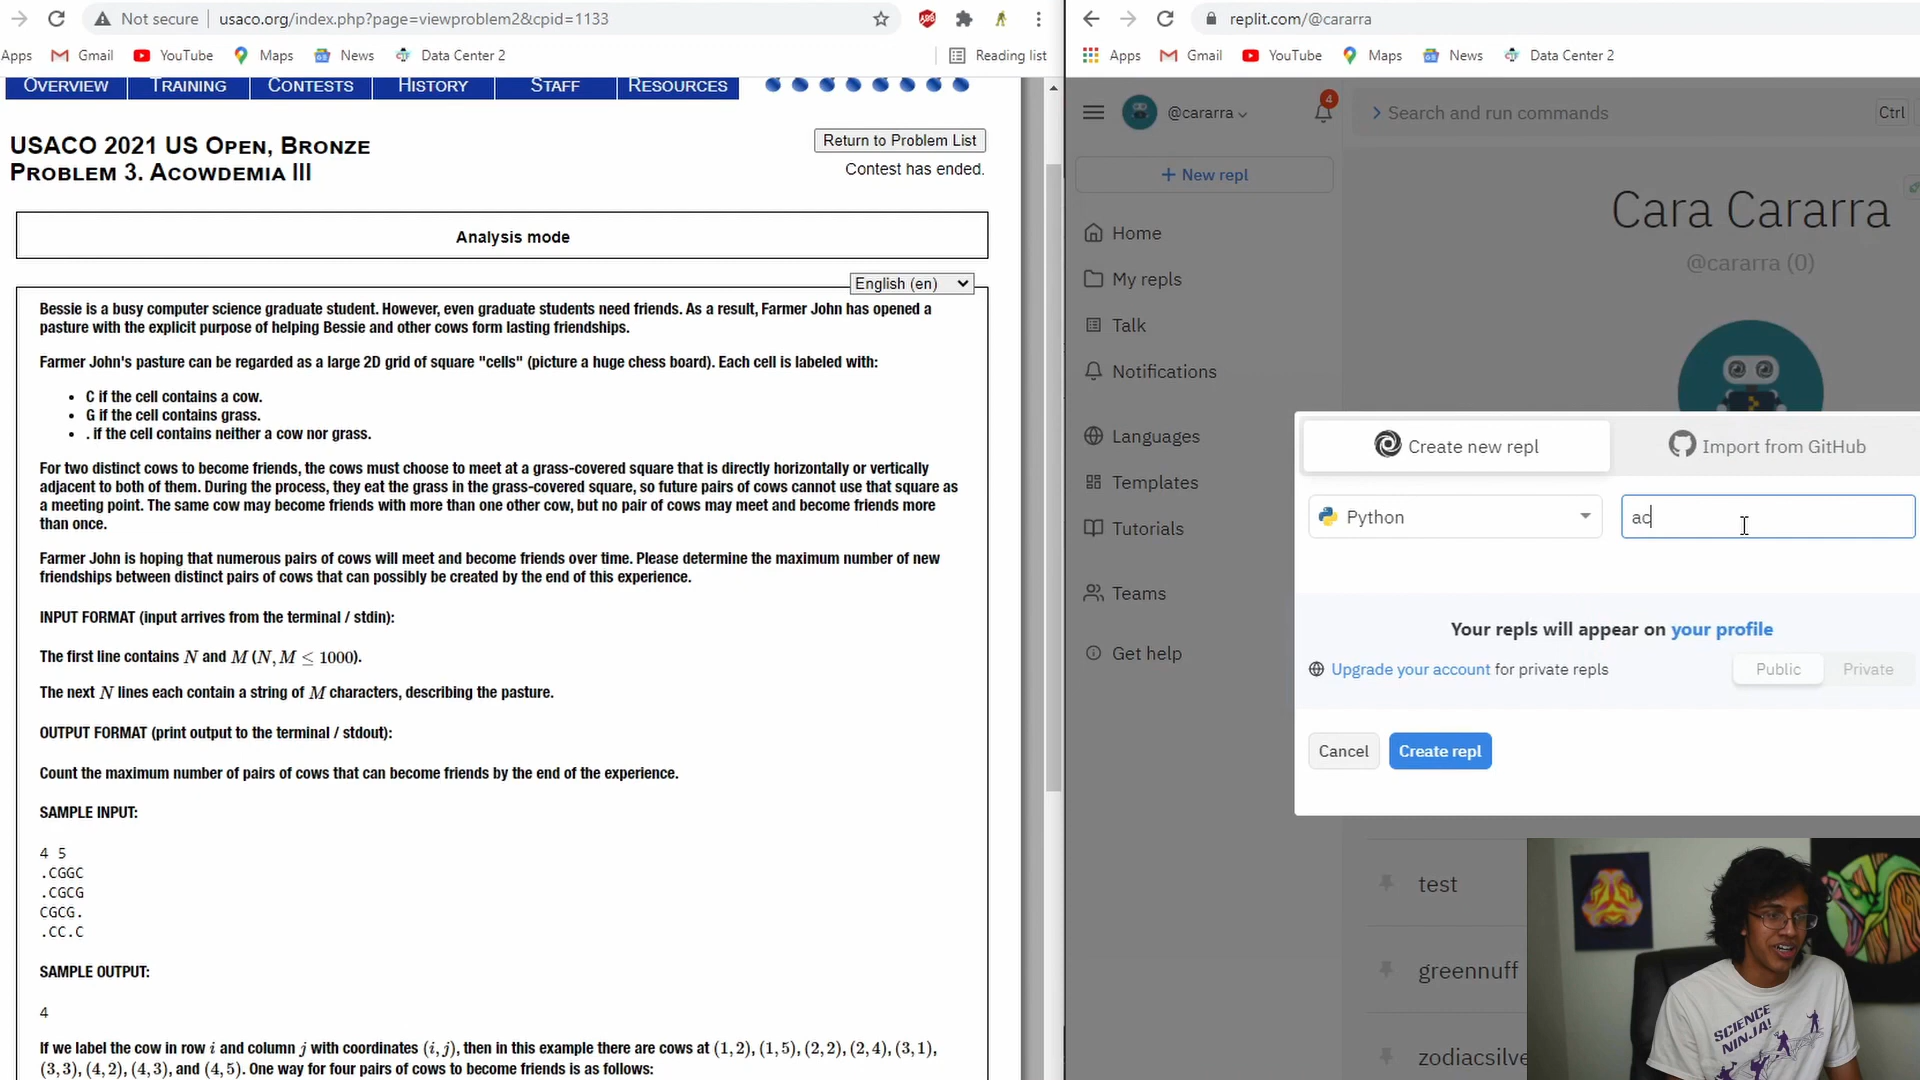 Not secure | usaco.org/index.php?page=viewproblem2&cpid=1133
Apps Gmail YouTube Maps News Data Center 2 Reading list
OVERVIEW TRAINING CONTESTS HISTORY STAFF RESOURCES
USACO 2021 US OPEN, BRONZE
PROBLEM 3. ACOWDEMIA III
Return to Problem List
Contest has ended.
Analysis mode
English (en)
Bessie is a busy computer science graduate student. However, even graduate students need friends. As a result, Farmer John has opened a
pasture with the explicit purpose of helping Bessie and other cows form lasting friendships.
Farmer John's pasture can be regarded as a large 2D grid of square "cells" (picture a huge chess board). Each cell is labeled with:
• C if the cell contains a cow.
• G if the cell contains grass.
• . if the cell contains neither a cow nor grass.
For two distinct cows to become friends, the cows must choose to meet at a grass-covered square that is directly horizontally or vertically
adjacent to both of them. During the process, they eat the grass in the grass-covered square, so future pairs of cows cannot use that square as
a meeting point. The same cow may become friends with more than one other cow, but no pair of cows may meet and become friends more
than once.
Farmer John is hoping that numerous pairs of cows will meet and become friends over time. Please determine the maximum number of new
friendships between distinct pairs of cows that can possibly be created by the end of this experience.
INPUT FORMAT (input arrives from the terminal / stdin):
The first line contains N and M (N, M ≤ 1000).
The next N lines each contain a string of M characters, describing the pasture.
OUTPUT FORMAT (print output to the terminal / stdout):
Count the maximum number of pairs of cows that can become friends by the end of the experience.
SAMPLE INPUT:
4 5
.CGGC
.CGCG
CGCG.
.CC.C
SAMPLE OUTPUT:
4
If we label the cow in row i and column j with coordinates (i, j), then in this example there are cows at (1, 2), (1, 5), (2, 2), (2, 4), (3, 1),
(3, 3), (4, 2), (4, 3), and (4, 5). One way for four pairs of cows to become friends is as follows:
replit.com/@cararra
Apps Gmail YouTube Maps News Data Center 2
@cararra
4
Search and run commands
Ctrl
+ New repl
Home
My repls
Talk
Notifications
Languages
Templates
Tutorials
Teams
Get help
Cara Cararra
@cararra (0)
Create new repl
Import from GitHub
Python
ac
Your repls will appear on your profile
Upgrade your account for private repls
Public
Private
Cancel
Create repl
test
greennuff
zodiacsilve
SCIENCE
NINJA!